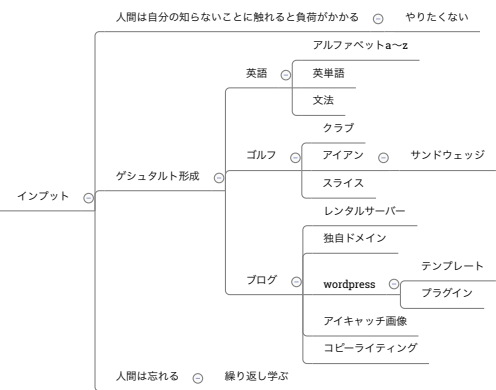 人間は自分の知らないことに触れると負荷がかかる
やりたくない
アルファベットa〜z
英語
英単語
文法
クラブ
ゴルフ
アイアン
サンドウェッジ
ゲシュタルト形成
スライス
インプット
レンタルサーバー
独自ドメイン
テンプレート
ブログ
wordpress
プラグイン
アイキャッチ画像
コピーライティング
人間は忘れる
繰り返し学ぶ